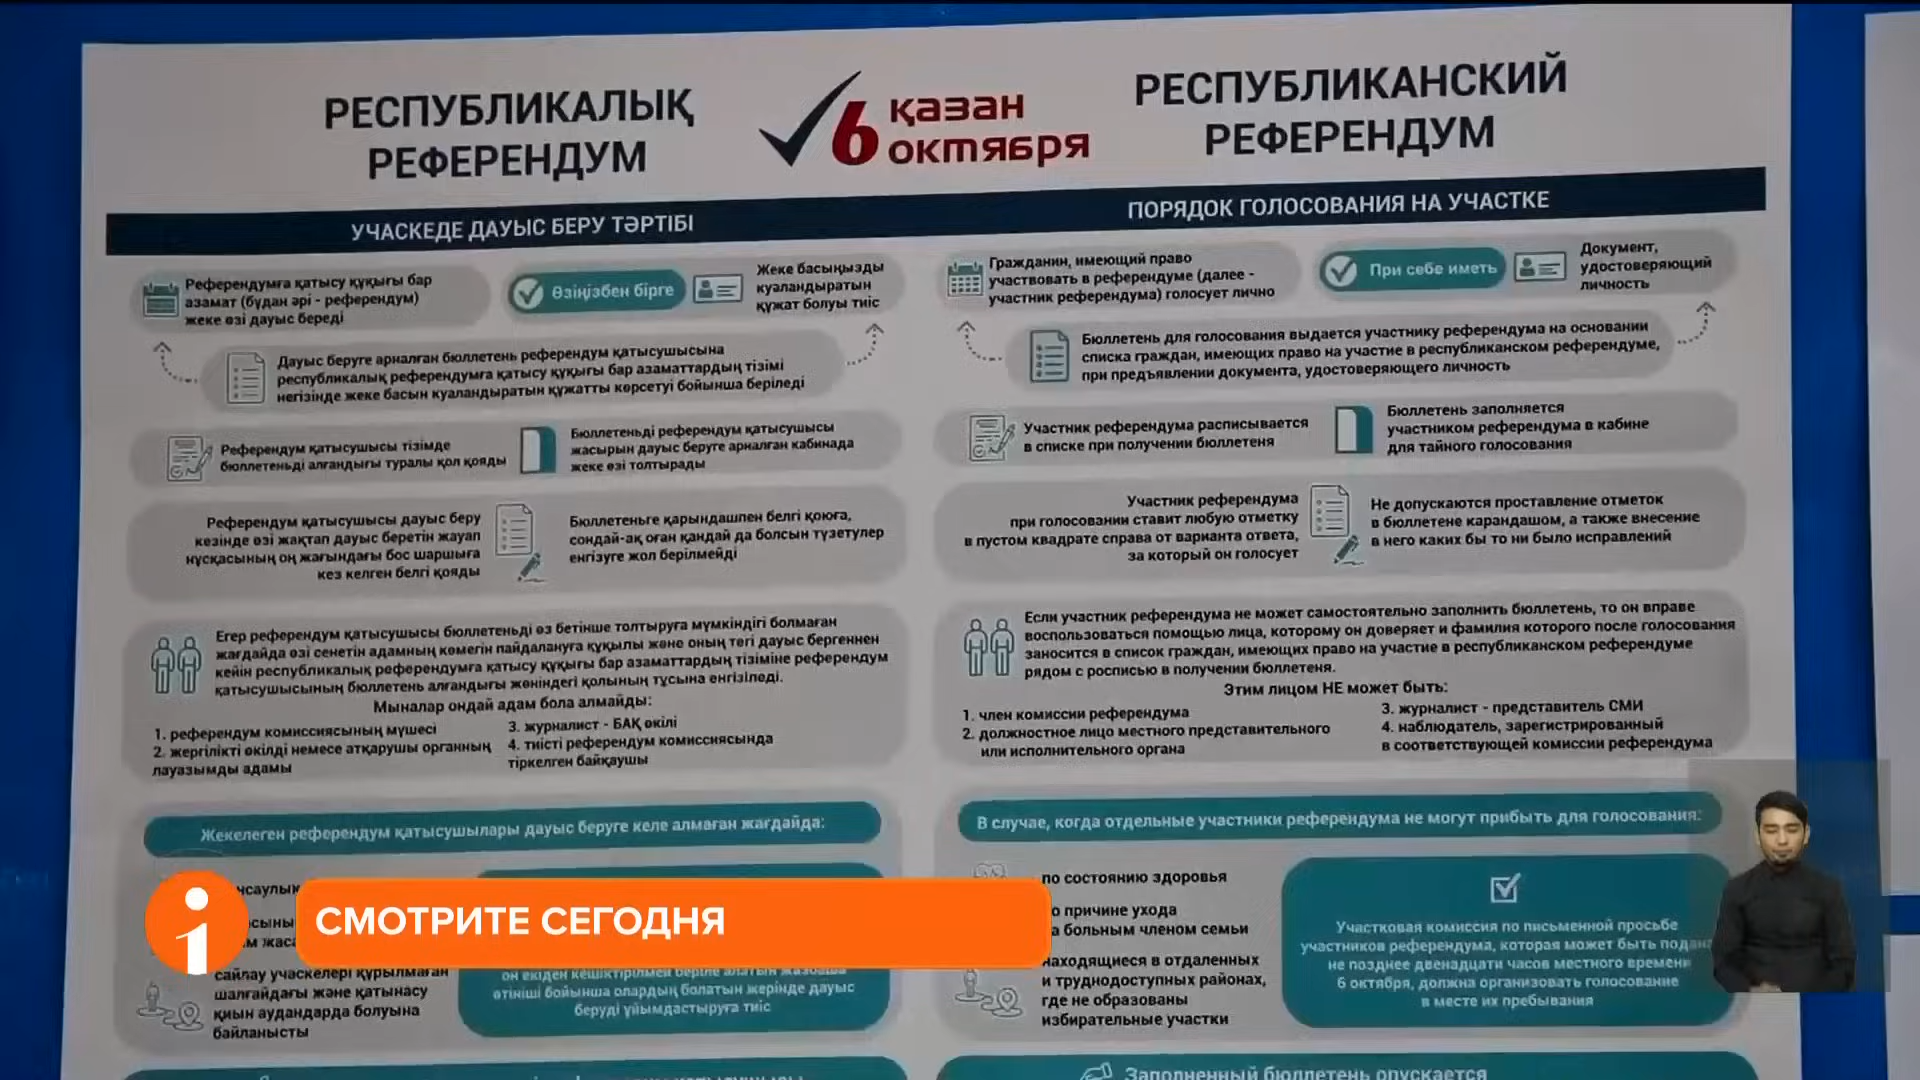 РЕСПУБЛИКАЛЫҚ
РЕФЕРЕНДУМ
6 қазан
октября
РЕСПУБЛИКАНСКИЙ
РЕФЕРЕНДУМ
УЧАСКЕДЕ ДАУЫС БЕРУ ТӘРТІБІ
Референдумға қатысу құқығы бар
азамат (бұдан әрі - референдум)
жеке өзі дауыс береді
Өзіңізбен бірге
Жеке басыңызды
куәландыратын
құжат болуы тиіс
Дауыс беруге арналған бюллетень референдум қатысушысына
республикалық референдумға қатысу құқығы бар азаматтардың тізімі
негізінде жеке басын куәландыратын құжатты көрсетуі бойынша беріледі
Референдум қатысушысы тізімде
бюллетеньді алғандығы туралы қол қояды
Бюллетеньді референдум қатысушысы
жасырын дауыс беруге арналған кабинада
жеке өзі толтырады
Референдум қатысушысы дауыс беру
кезінде өзі жақтап дауыс беретін жауап
нұсқасының оң жағындағы бос шаршыға
кез келген белгі қояды
Бюллетеньге қарындашпен белгі қоюға,
сондай-ақ оған қандай да болсын түзетулер
енгізуге жол берілмейді
Егер референдум қатысушысы бюллетеньді өз бетінше толтыруға мүмкіндігі болмаған
жағдайда өзі сенетін адамның көмегін пайдалануға құқылы және оның тегі дауыс бергеннен
кейін республикалық референдумға қатысу құқығы бар азаматтардың тізіміне референдум
қатысушысының бюллетень алғандығы жөніндегі қолының тұсына енгізіледі.
Мыналар ондай адам бола алмайды:
1. референдум комиссиясының мүшесі
2. жергілікті өкілді немесе атқарушы органның
лауазымды адамы
3. журналист - БАҚ өкілі
4. тиісті референдум комиссиясында
тіркелген байқаушы
Жекелеген референдум қатысушылары дауыс беруге келе алмаған жағдайда:
сайлау учаскелері құрылмаған
шалғайдағы және қатынасу
қиын аудандарда болуына
байланысты
он екіден кешіктірілмей беріле алатын жазбаша
өтініші бойынша олардың болатын жерінде дауыс
беруді ұйымдастыруға тиіс
ПОРЯДОК ГОЛОСОВАНИЯ НА УЧАСТКЕ
Гражданин, имеющий право
участвовать в референдуме (далее -
участник референдума) голосует лично
При себе иметь
Документ,
удостоверяющий
личность
Бюллетень для голосования выдается участнику референдума на основании
списка граждан, имеющих право на участие в республиканском референдуме,
при предъявлении документа, удостоверяющего личность
Участник референдума расписывается
в списке при получении бюллетеня
Бюллетень заполняется
участником референдума в кабине
для тайного голосования
Участник референдума
при голосовании ставит любую отметку
в пустом квадрате справа от варианта ответа,
за который он голосует
Не допускаются проставление отметок
в бюллетене карандашом, а также внесение
в него каких бы то ни было исправлений
Если участник референдума не может самостоятельно заполнить бюллетень, то он вправе
воспользоваться помощью лица, которому он доверяет и фамилия которого после голосования
заносится в список граждан, имеющих право на участие в республиканском референдуме
рядом с росписью в получении бюллетеня.
Этим лицом НЕ может быть:
1. член комиссии референдума
2. должностное лицо местного представительного
или исполнительного органа
3. журналист - представитель СМИ
4. наблюдатель, зарегистрированный
в соответствующей комиссии референдума
В случае, когда отдельные участники референдума не могут прибыть для голосования:
по состоянию здоровья
о причине ухода
а больным членом семьи
находящиеся в отдаленных
и труднодоступных районах,
где не образованы
избирательные участки
Участковая комиссия по письменной просьбе
участников референдума, которая может быть подана
не позднее двенадцати часов местного времени
6 октября, должна организовать голосование
в месте их пребывания
Заполненный бюллетень опускается
СМОТРИТЕ СЕГОДНЯ